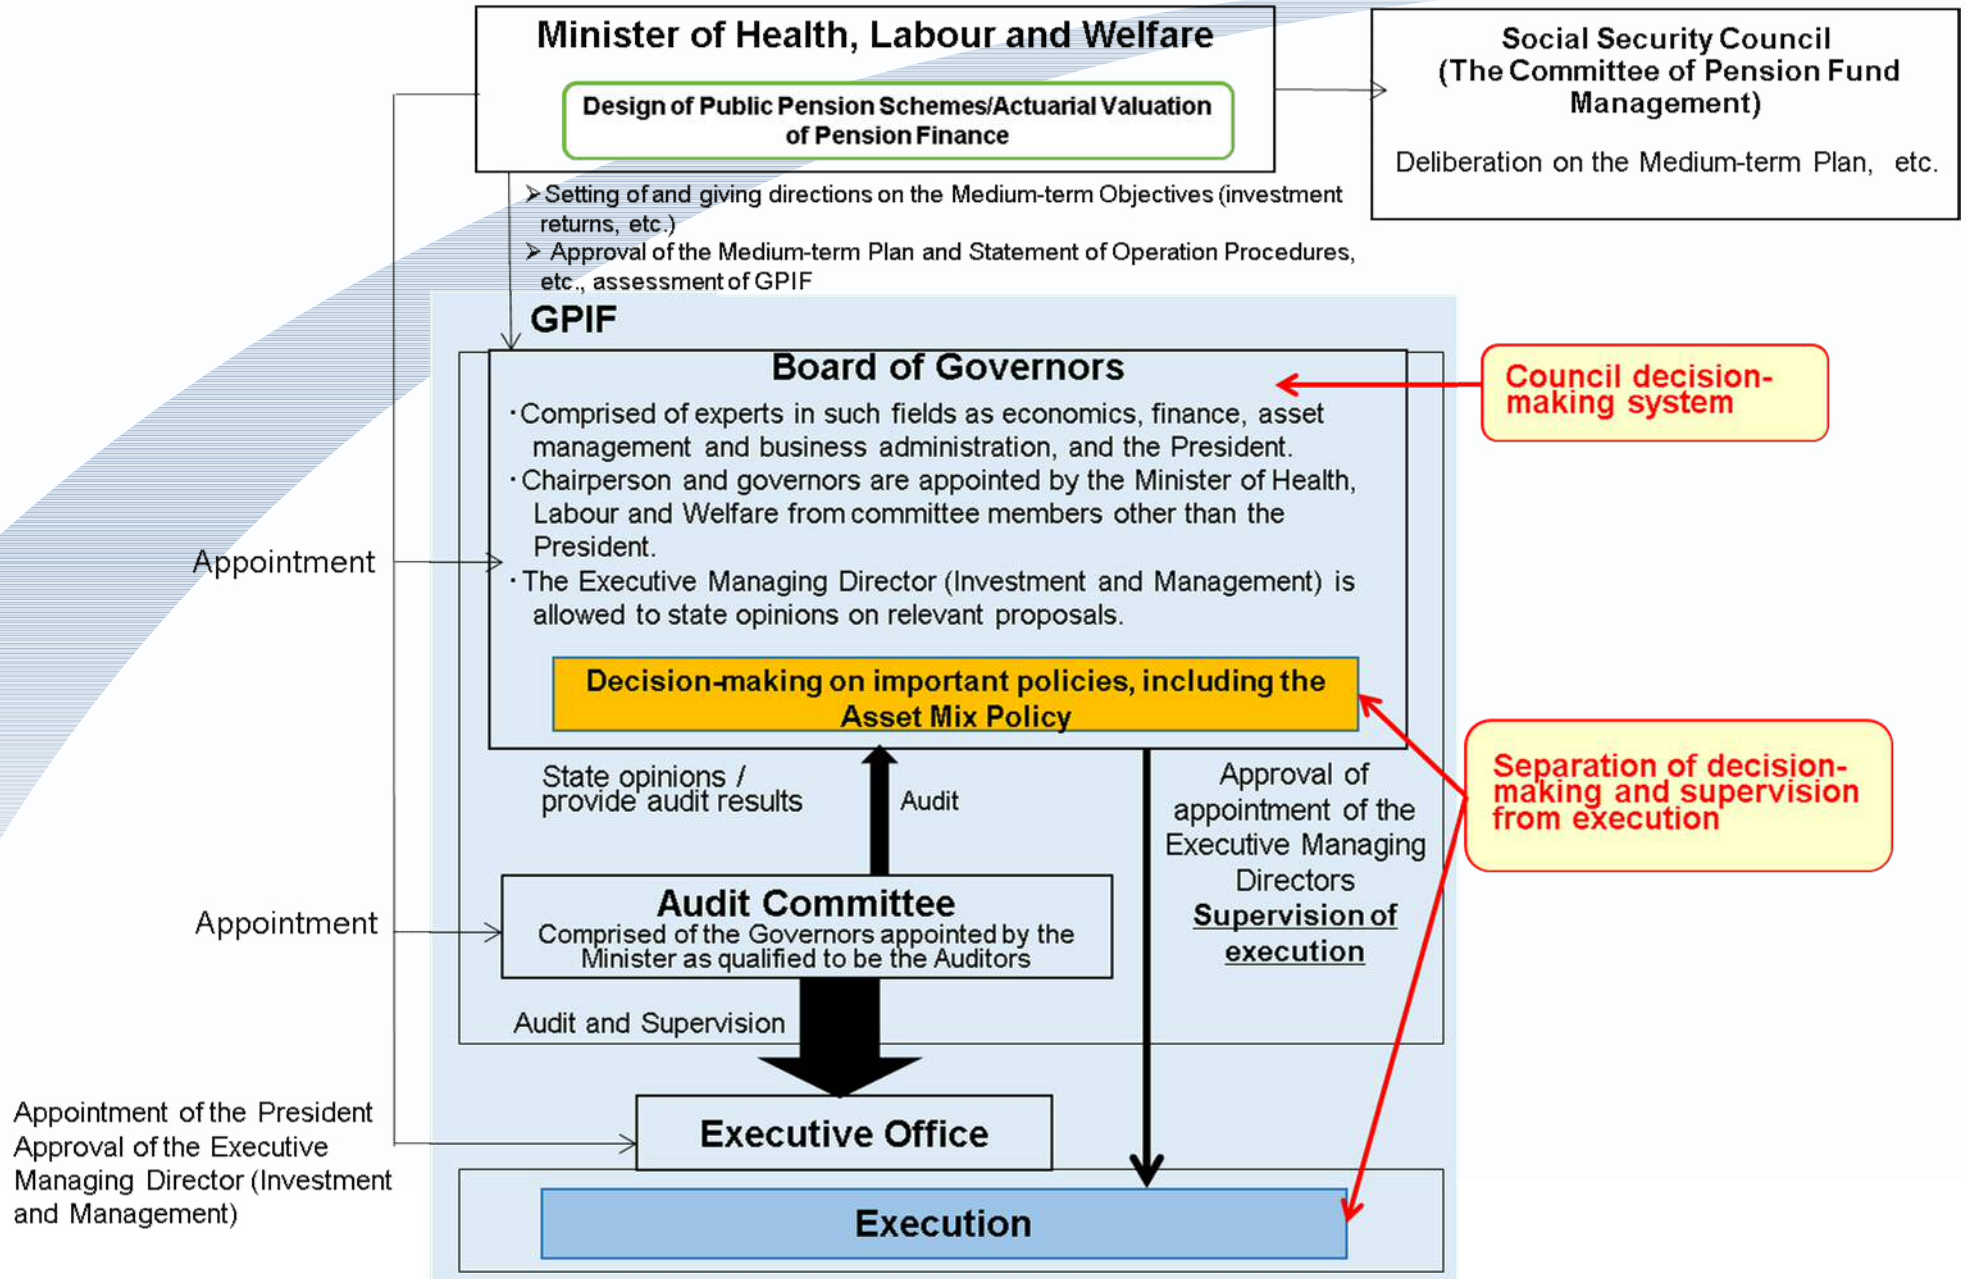 Minister of Health, Labour and Welfare
Design of Public Pension Schemes/Actuarial Valuation
of Pension Finance
Social Security Council
(The Committee of Pension Fund
Management)
Deliberation on the Medium-term Plan, etc.
➢Setting of and giving directions on the Medium-term Objectives (investment
returns, etc.)
➢ Approval of the Medium-term Plan and Statement of Operation Procedures,
etc., assessment of GPIF
GPIF
Board of Governors
・Comprised of experts in such fields as economics, finance, asset
management and business administration, and the President.
・Chairperson and governors are appointed by the Minister of Health,
Labour and Welfare from committee members other than the
President.
・The Executive Managing Director (Investment and Management) is
allowed to state opinions on relevant proposals.
Decision-making on important policies, including the
Asset Mix Policy
Council decision-
making system
Appointment
State opinions /
provide audit results
Audit
Approval of
appointment of the
Executive Managing
Directors
Supervision of
execution
Separation of decision-
making and supervision
from execution
Appointment
Audit Committee
Comprised of the Governors appointed by the
Minister as qualified to be the Auditors
Audit and Supervision
Appointment of the President
Approval of the Executive
Managing Director (Investment
and Management)
Executive Office
Execution